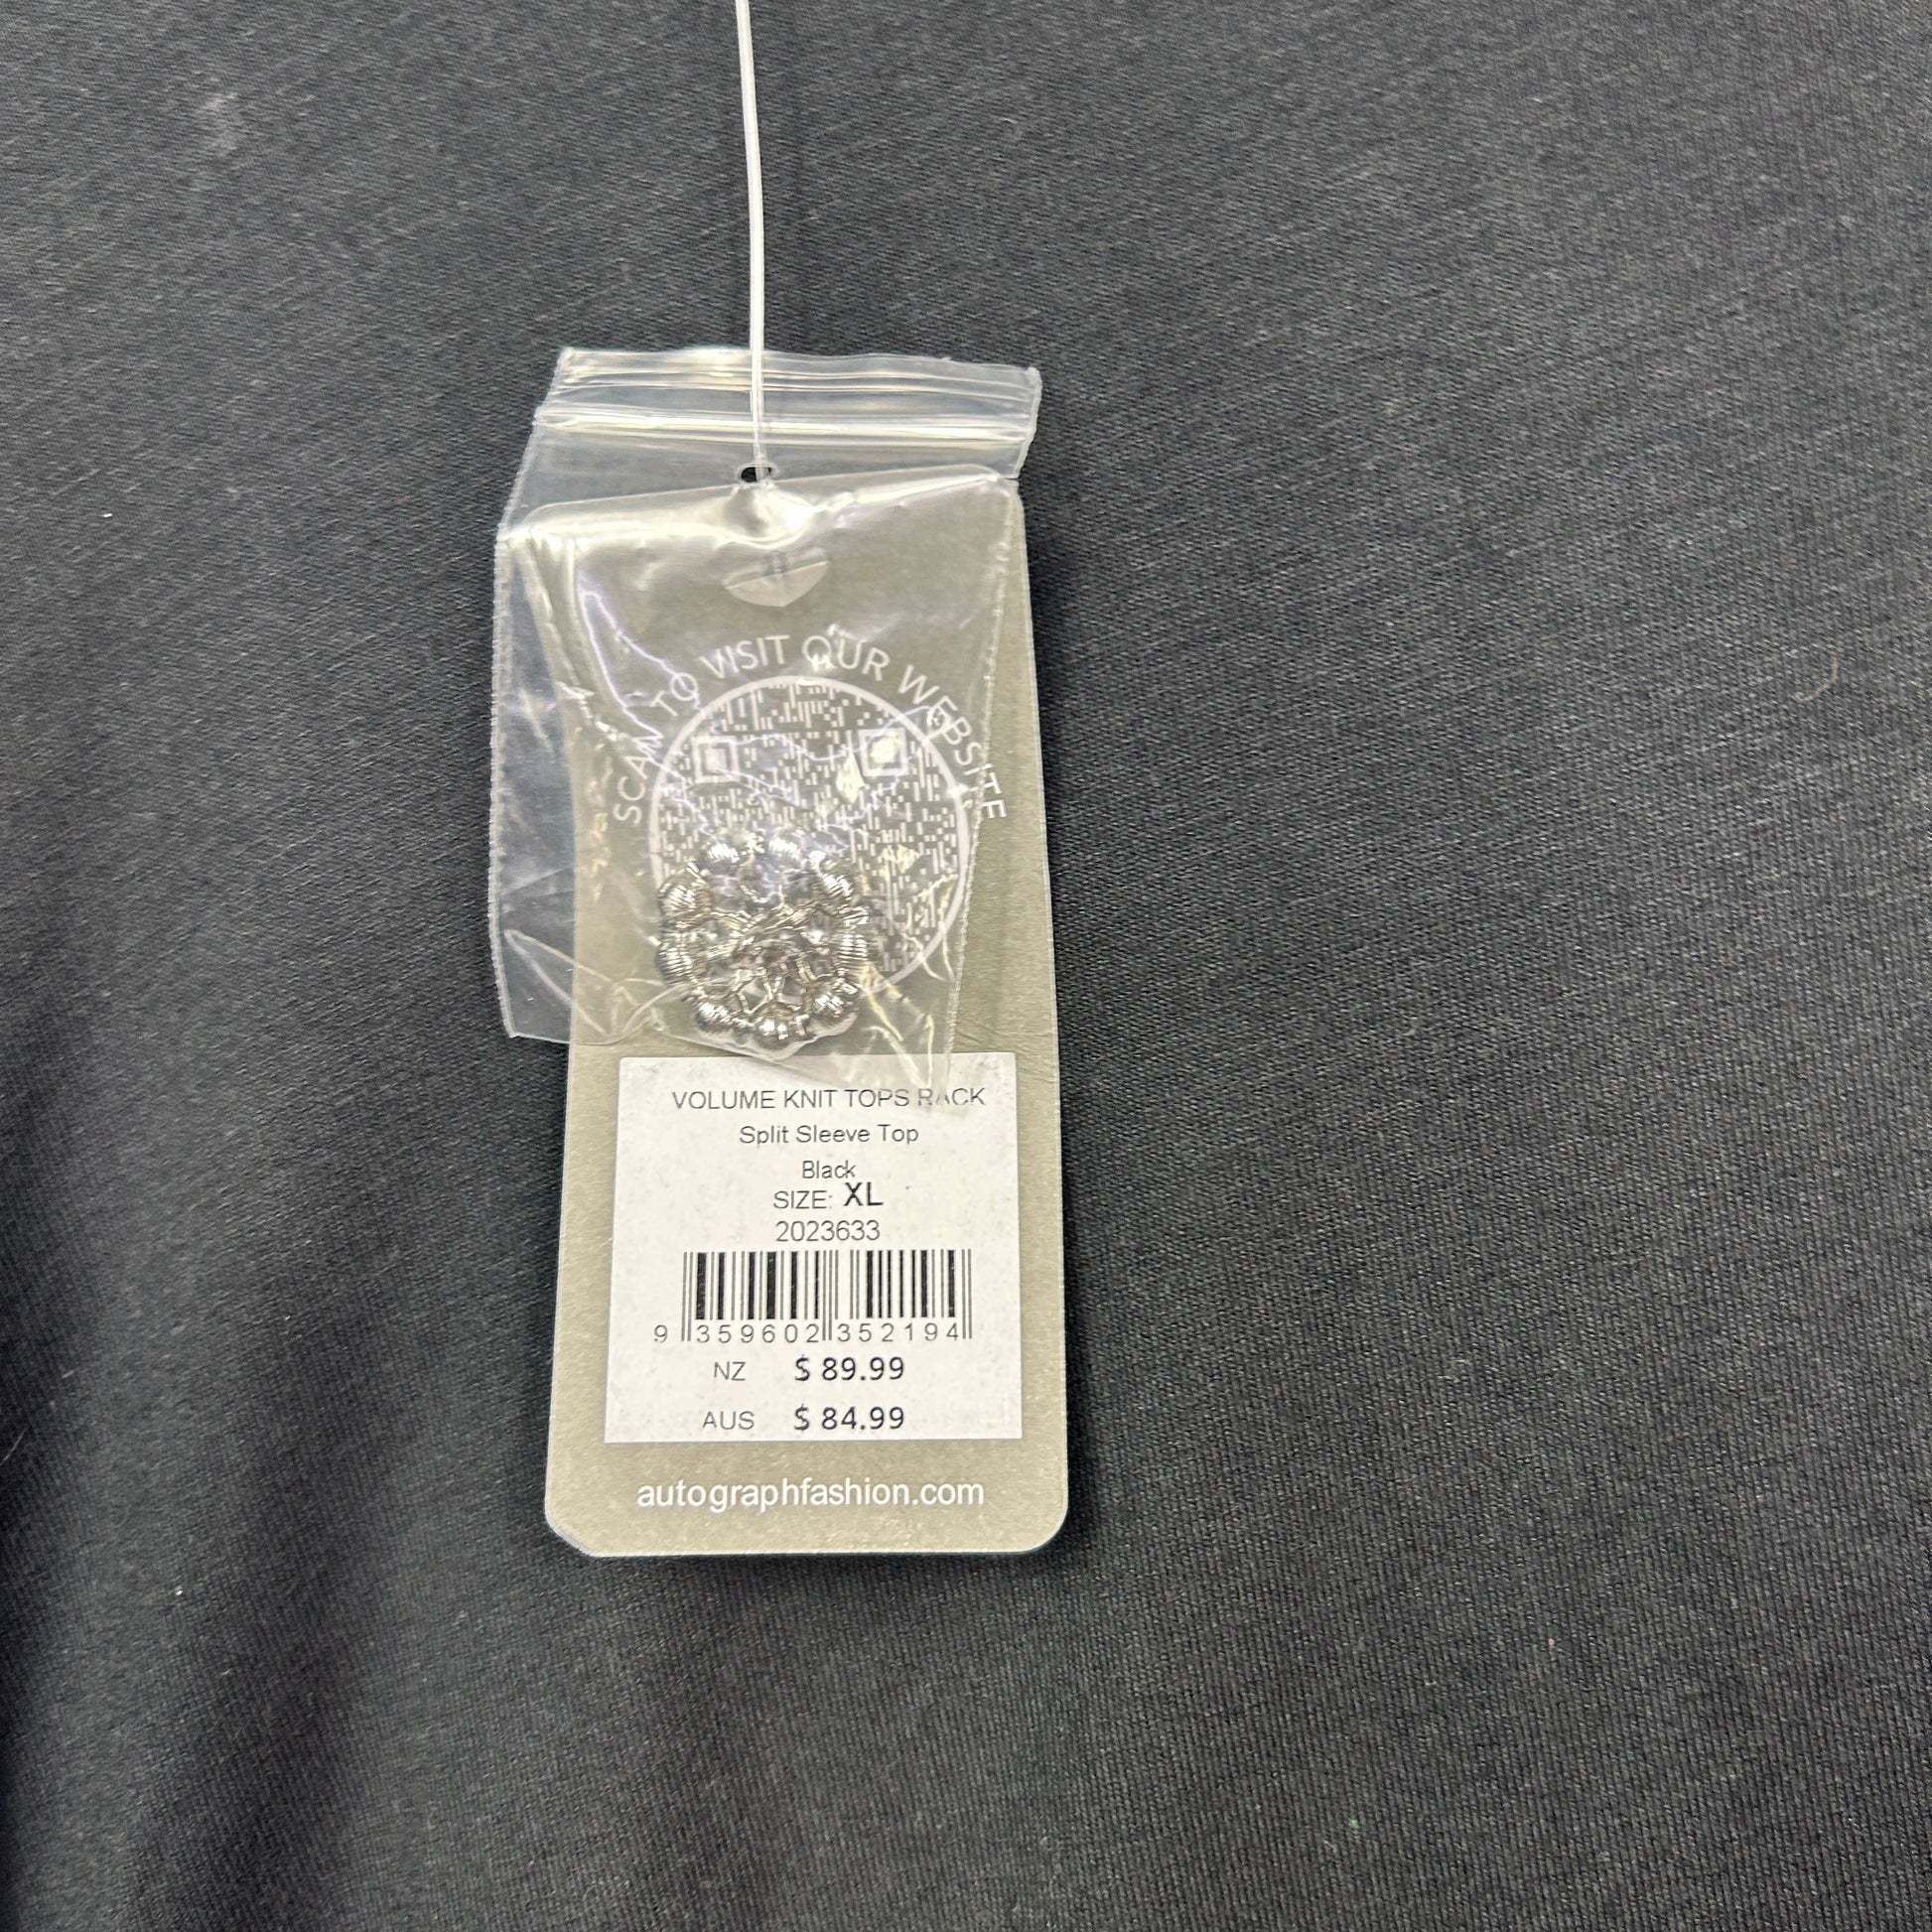 SCAN TO VISIT OUR WEBSITE
VOLUME KNIT TOPS RACK
Split Sleeve Top
Black
SIZE: XL
2023633
9 359602 352194
NZ $ 89.99
AUS $ 84.99
autographfashion.com